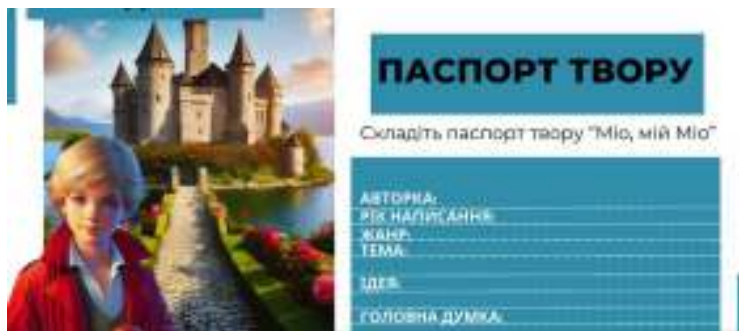 ПАСПОРТ ТВОРУ
Складіть паспорт твору "Міо, мій Міо"
АВТОРКА:
РІК НАПИСАННЯ:
ЖАНР:
ТЕМА:
ІДЕЯ:
ГОЛОВНА ДУМКА: